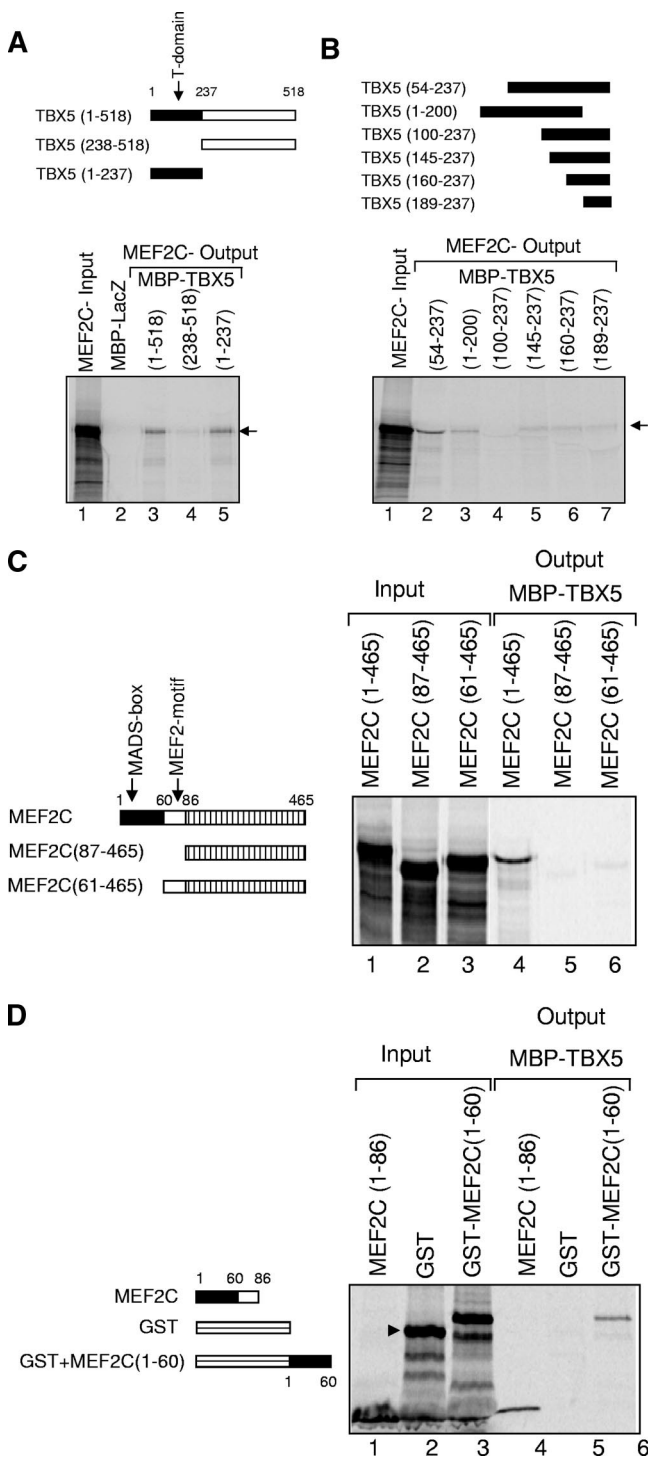 A
T-domain
1 237 518
TBX5 (1-518)
TBX5 (238-518)
TBX5 (1-237)
MEF2C- Output
MBP-TBX5
MEF2C- Input
MBP-LacZ
(1-518)
(238-518)
(1-237)
1 2 3 4 5
B
TBX5 (54-237)
TBX5 (1-200)
TBX5 (100-237)
TBX5 (145-237)
TBX5 (160-237)
TBX5 (189-237)
MEF2C- Output
MBP-TBX5
MEF2C- Input
(54-237)
(1-200)
(100-237)
(145-237)
(160-237)
(189-237)
1 2 3 4 5 6 7
C
MADS-box
MEF2-motif
1 60 86 465
MEF2C
MEF2C(87-465)
MEF2C(61-465)
Output
Input MBP-TBX5
MEF2C (1-465)
MEF2C (87-465)
MEF2C (61-465)
MEF2C (1-465)
MEF2C (87-465)
MEF2C (61-465)
1 2 3 4 5 6
D
1 60 86
MEF2C
GST
GST+MEF2C(1-60)
1 60
Output
Input MBP-TBX5
MEF2C (1-86)
GST
GST-MEF2C(1-60)
MEF2C (1-86)
GST
GST-MEF2C(1-60)
1 2 3 4 5 6